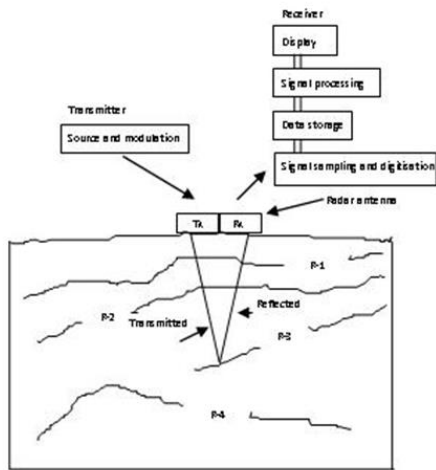 Receiver
Display
Signal processing
Data storage
Signal sampling and digitisation
Transmitter
Source and modulation
Radar antenna
Tx
Rx
R-1
R-2
Transmitted
Reflected
R-3
R-4